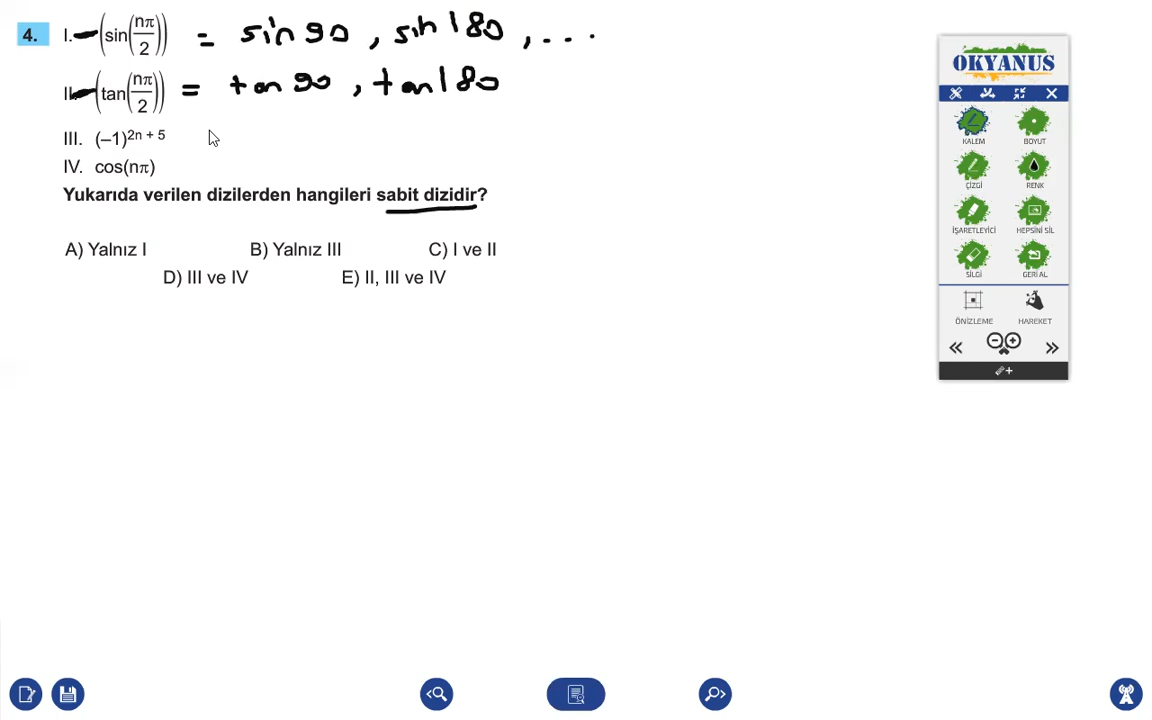 4. I. (sin(nπ/2)) = sin 90 , sin 180 , ...
II. (tan(nπ/2)) = tan 90 , tan 180
III. (–1)^(2n + 5)
IV. cos(nπ)
Yukarıda verilen dizilerden hangileri sabit dizidir?
A) Yalnız I B) Yalnız III C) I ve II
D) III ve IV E) II, III ve IV
OKYANUS
KALEM BOYUT
ÇİZGİ RENK
İŞARETLEYİCİ HEPSİNİ SİL
SİLGİ GERİ AL
ÖNİZLEME HAREKET